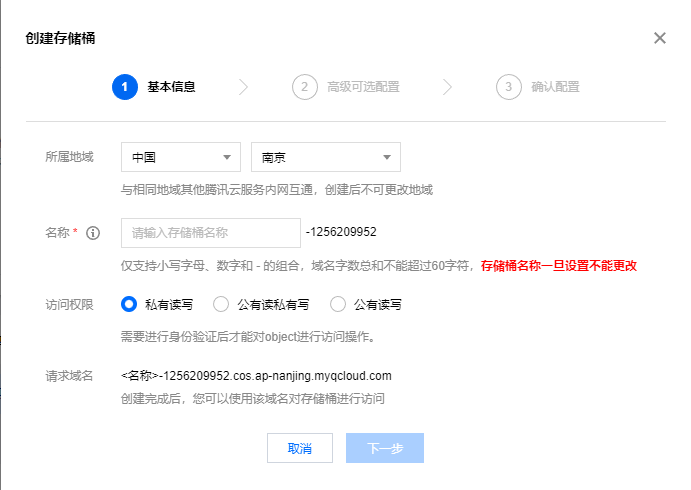 创建存储桶
1 基本信息 2 高级可选配置 3 确认配置
所属地域 中国 南京
与相同地域其他腾讯云服务内网互通，创建后不可更改地域
名称 * 请输入存储桶名称 -1256209952
仅支持小写字母、数字和 - 的组合，域名字数总和不能超过60字符，存储桶名称一旦设置不能更改
访问权限 私有读写 公有读私有写 公有读写
需要进行身份验证后才能对object进行访问操作。
请求域名 <名称>-1256209952.cos.ap-nanjing.myqcloud.com
创建完成后，您可以使用该域名对存储桶进行访问
取消 下一步